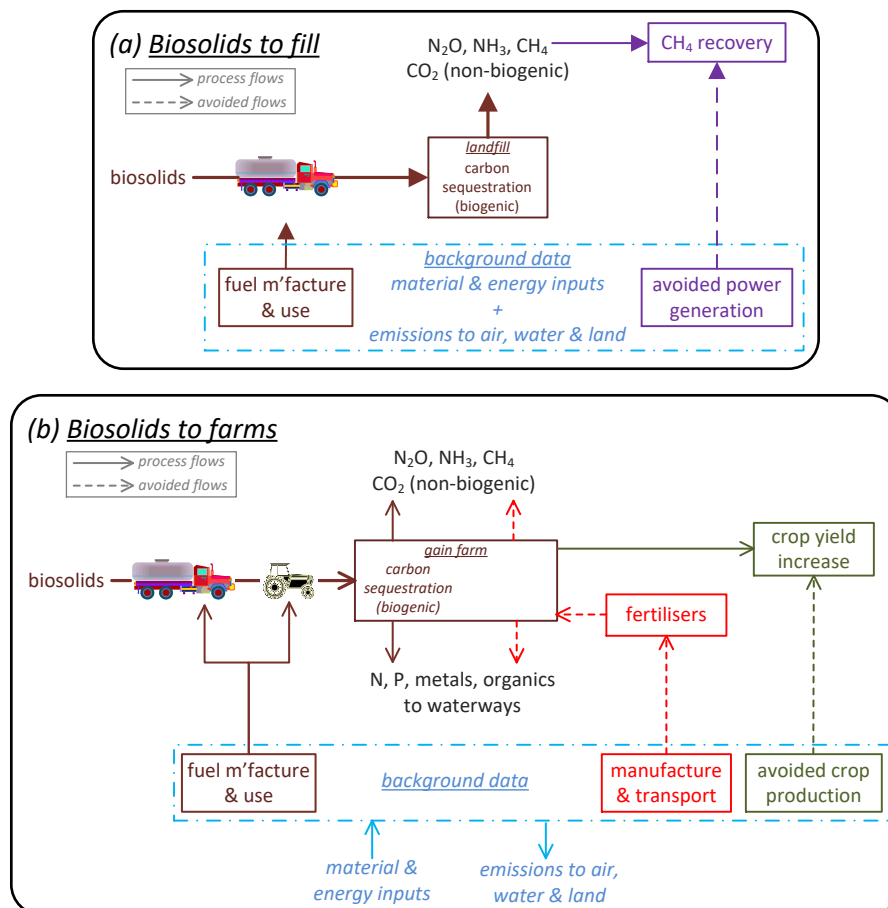 (a) Biosolids to fill
process flows
avoided flows
N₂O, NH₃, CH₄
CO₂ (non-biogenic)
CH₄ recovery
biosolids
landfill
carbon
sequestration
(biogenic)
background data
material & energy inputs
+
emissions to air, water & land
fuel m’facture
& use
avoided power
generation
(b) Biosolids to farms
process flows
avoided flows
N₂O, NH₃, CH₄
CO₂ (non-biogenic)
biosolids
gain farm
carbon
sequestration
(biogenic)
crop yield
increase
fertilisers
N, P, metals, organics
to waterways
fuel m’facture
& use
background data
manufacture
& transport
avoided crop
production
material &
energy inputs
emissions to air,
water & land